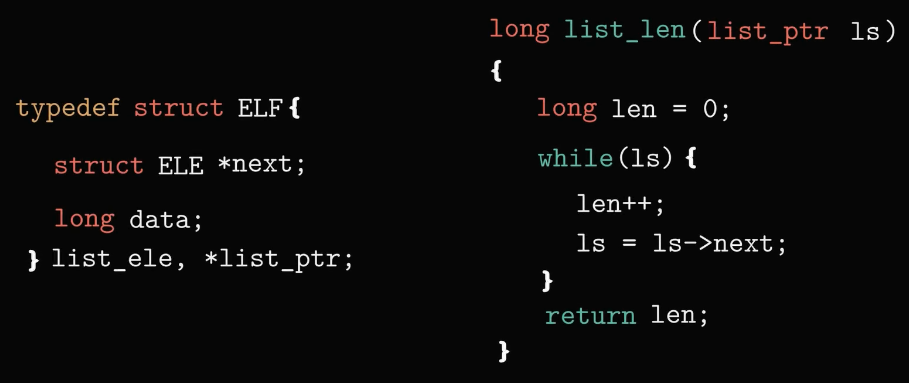 typedef struct ELF{
struct ELE *next;
long data;
} list_ele, *list_ptr;
long list_len(list_ptr ls)
{
long len = 0;
while(ls) {
len++;
ls = ls->next;
}
return len;
}